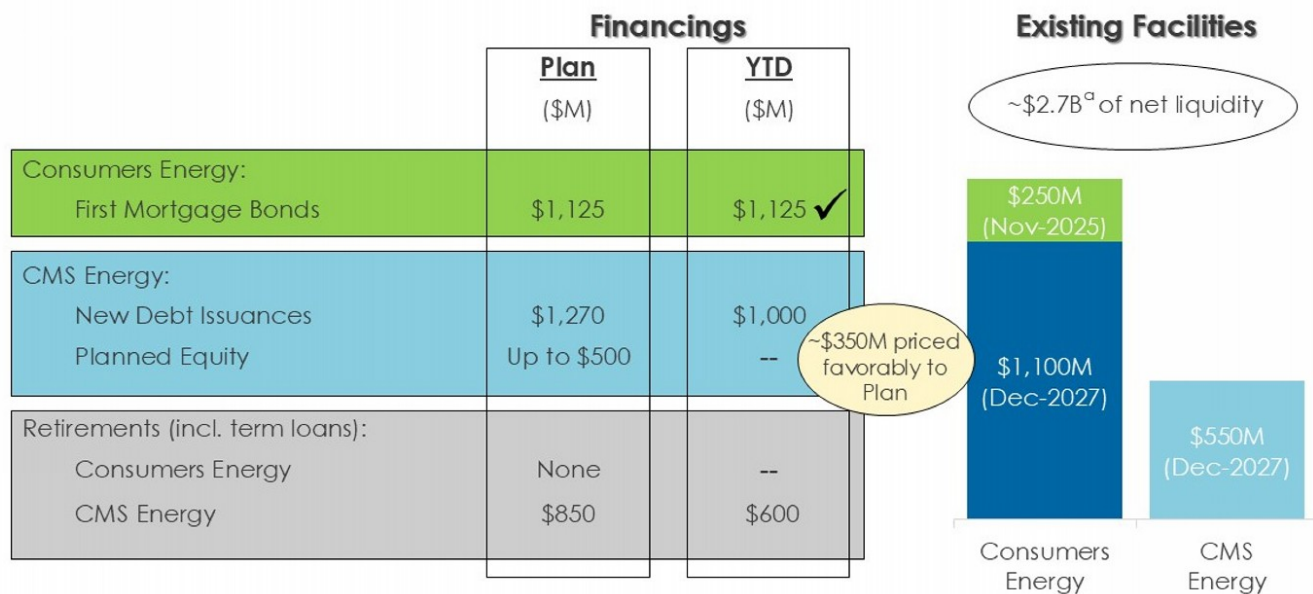 Financings
Plan YTD
($M) ($M)
Consumers Energy:
First Mortgage Bonds $1,125 $1,125 ✓
CMS Energy:
New Debt Issuances $1,270 $1,000
Planned Equity Up to $500 --
~$350M priced
favorably to
Plan
Retirements (incl. term loans):
Consumers Energy None --
CMS Energy $850 $600
Existing Facilities
~$2.7Bᵃ of net liquidity
$250M
(Nov-2025)
$1,100M
(Dec-2027)
$550M
(Dec-2027)
Consumers
Energy
CMS
Energy